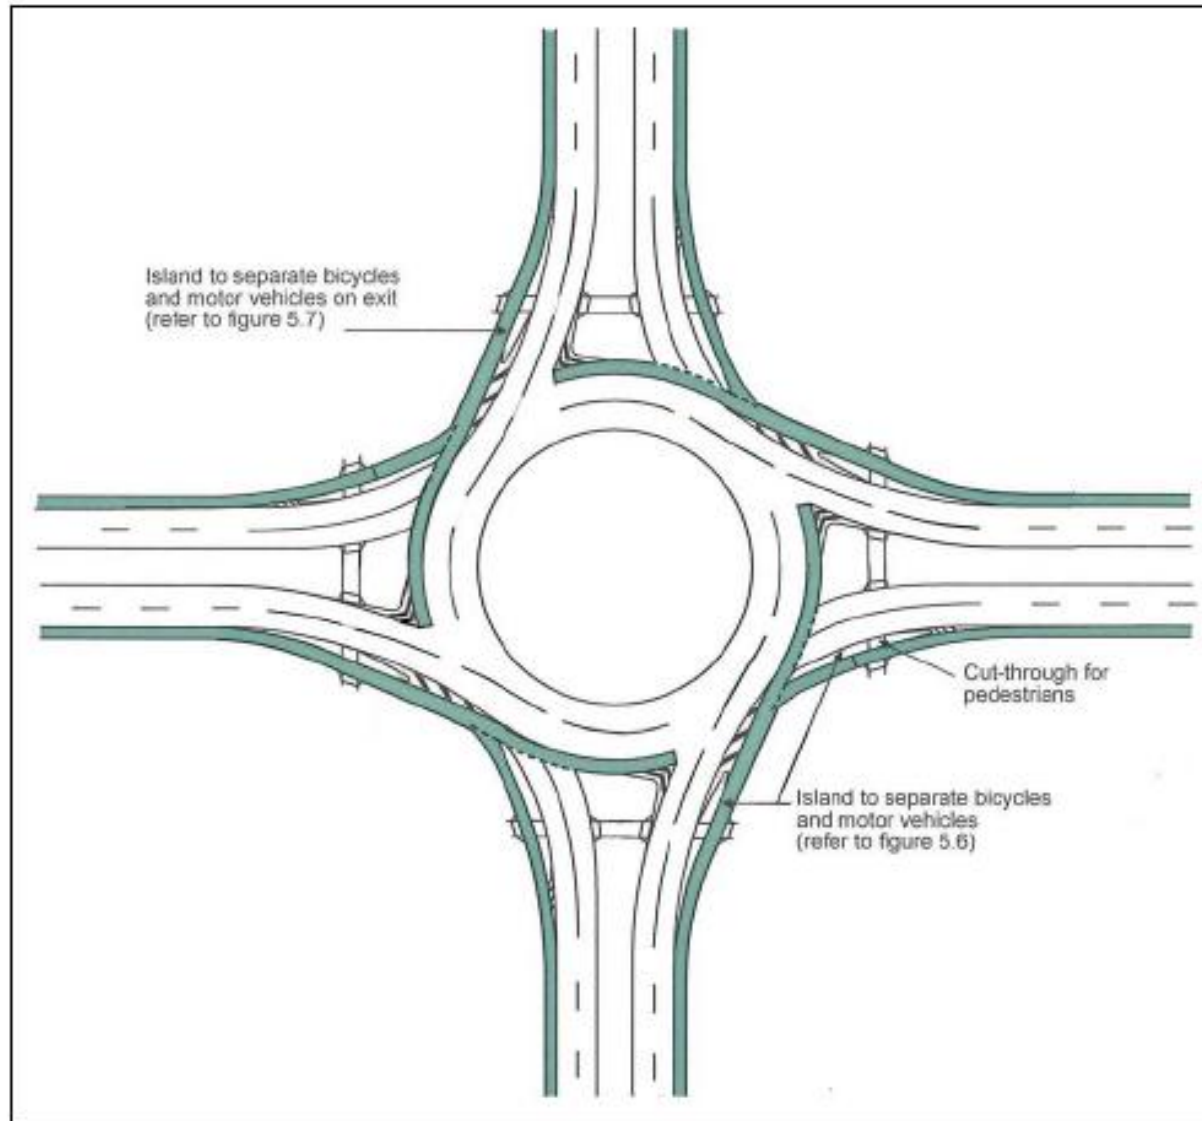 Island to separate bicycles
and motor vehicles on exit
(refer to figure 5.7)
Cut-through for
pedestrians
Island to separate bicycles
and motor vehicles
(refer to figure 5.6)